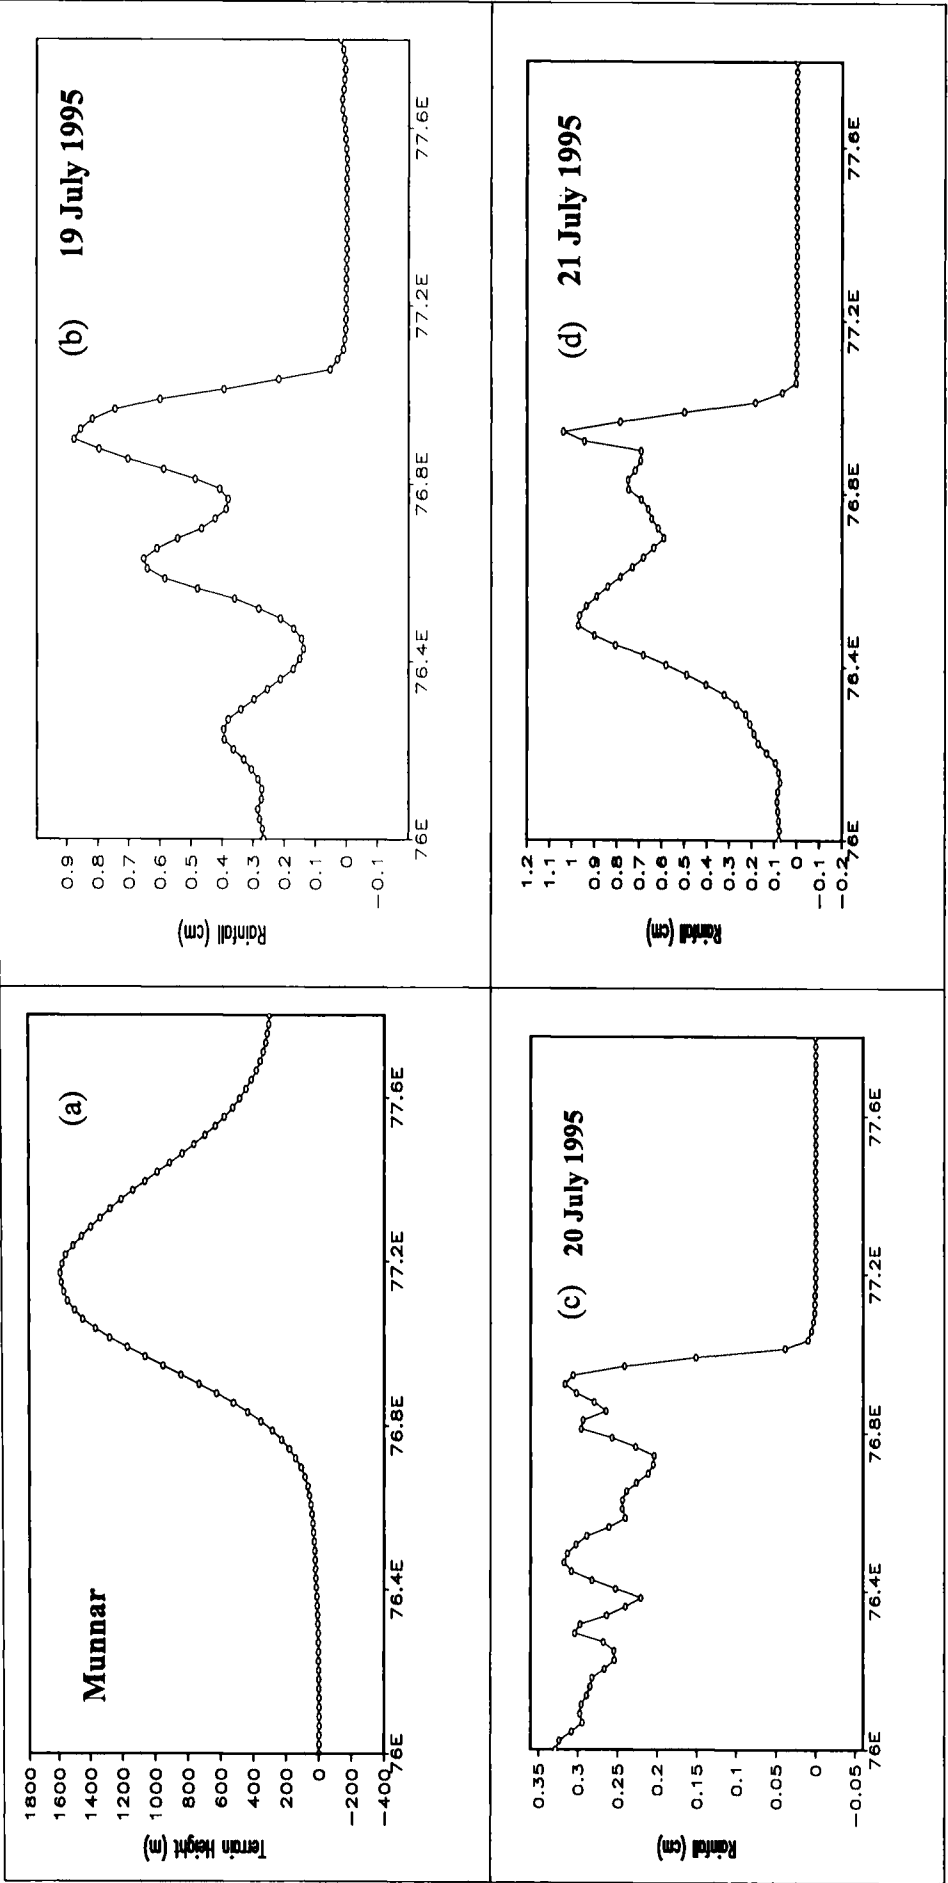 Munnar
(a)
1800
1600
1400
1200
1000
800
600
400
200
0
−200
−400
Terrain Height (m)
76E
76.4E
76.8E
77.2E
77.6E
(b) 19 July 1995
0.9
0.8
0.7
0.6
0.5
0.4
0.3
0.2
0.1
0
−0.1
Rainfall (cm)
76E
76.4E
76.8E
77.2E
77.6E
(c) 20 July 1995
0.35
0.3
0.25
0.2
0.15
0.1
0.05
0
−0.05
Rainfall (cm)
76E
76.4E
76.8E
77.2E
77.6E
(d) 21 July 1995
1.2
1.1
1
0.9
0.8
0.7
0.6
0.5
0.4
0.3
0.2
0.1
0
−0.1
−0.2
Rainfall (cm)
76E
76.4E
76.8E
77.2E
77.6E